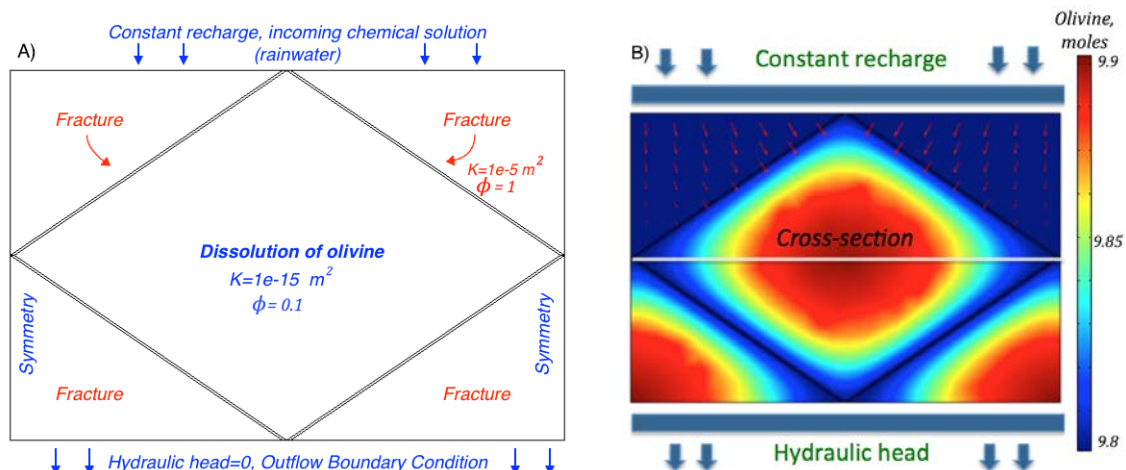 A)
Constant recharge, incoming chemical solution
(rainwater)
Fracture
Fracture
K=1e-5 m²
ϕ = 1
Dissolution of olivine
K=1e-15 m²
ϕ = 0.1
Symmetry
Symmetry
Fracture
Fracture
Hydraulic head=0, Outflow Boundary Condition
B)
Constant recharge
Cross-section
Hydraulic head
Olivine,
moles
9.9
9.85
9.8